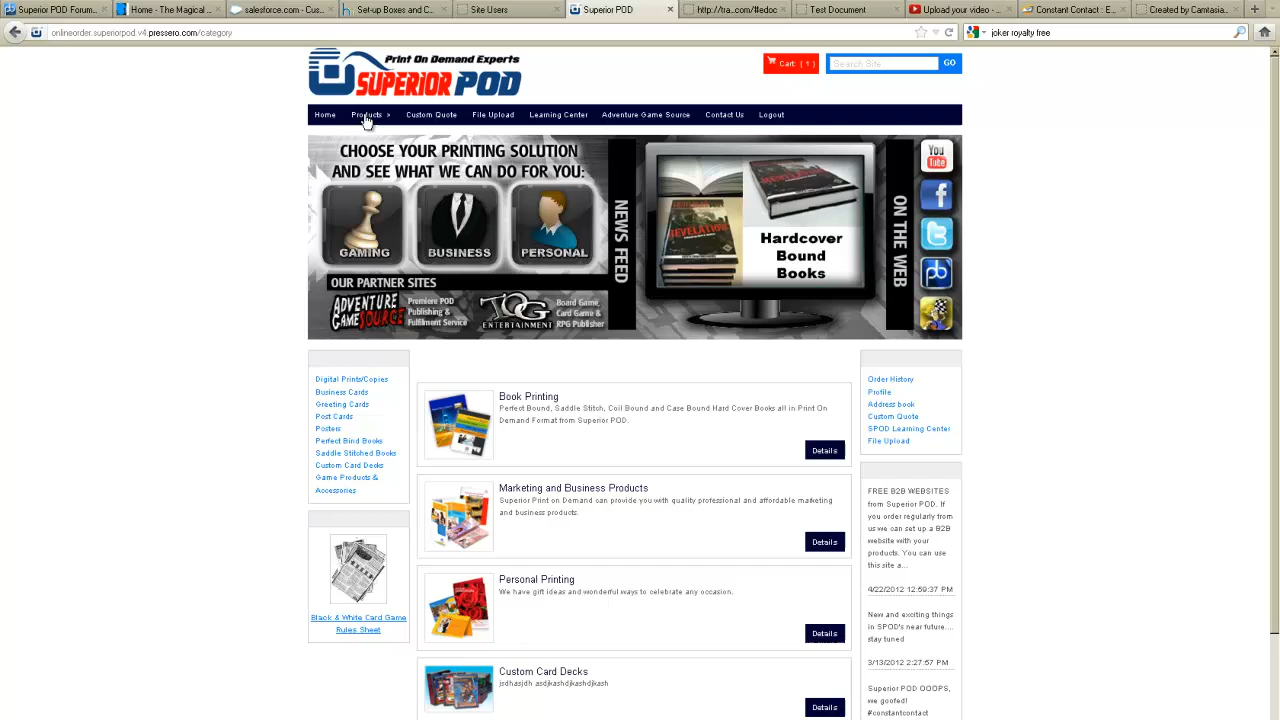 Superior POD Forum...
Home - The Magical ...
salesforce.com - Cus...
Set-up Boxes and C...
Site Users
Superior POD
http://ra.com/Redoc...
Test Document
Upload your video - ...
Constant Contact : E...
Created by Camtasia...
onlineorder.superiorpod.v4.pressero.com/category
joker royalty free
Print On Demand Experts
SUPERIOR POD
Cart: ( 1 )
Search Site
GO
Home
Products »
Custom Quote
File Upload
Learning Center
Adventure Game Source
Contact Us
Logout
CHOOSE YOUR PRINTING SOLUTION
AND SEE WHAT WE CAN DO FOR YOU:
GAMING
BUSINESS
PERSONAL
OUR PARTNER SITES
ADVENTURE
GAME SOURCE
Premiere POD
Publishing &
Fulfilment Service
TOG
ENTERTAINMENT
Board Game,
Card Game &
RPG Publisher
NEWS FEED
REVELATION
Hardcover
Bound
Books
ON THE WEB
You
Tube
Digital Prints/Copies
Business Cards
Greeting Cards
Post Cards
Posters
Perfect Bind Books
Saddle Stitched Books
Custom Card Decks
Game Products &
Accessories
Black & White Card Game
Rules Sheet
Book Printing
Perfect Bound, Saddle Stitch, Coil Bound and Case Bound Hard Cover Books all in Print On
Demand Format from Superior POD.
Details
Marketing and Business Products
Superior Print on Demand can provide you with quality professional and affordable marketing
and business products.
Details
Personal Printing
We have gift ideas and wonderful ways to celebrate any occasion.
Details
Custom Card Decks
jsdhasjdh asdjkashdjkashdjkash
Details
Order History
Profile
Address book
Custom Quote
SPOD Learning Center
File Upload
FREE B2B WEBSITES
from Superior POD. If
you order regularly from
us we can set up a B2B
website with your
products. You can use
this site a...
4/22/2012 12:59:37 PM
New and exciting things
in SPOD's near future....
stay tuned
3/13/2012 2:27:57 PM
Superior POD OOOPS,
we goofed!
#constantcontact